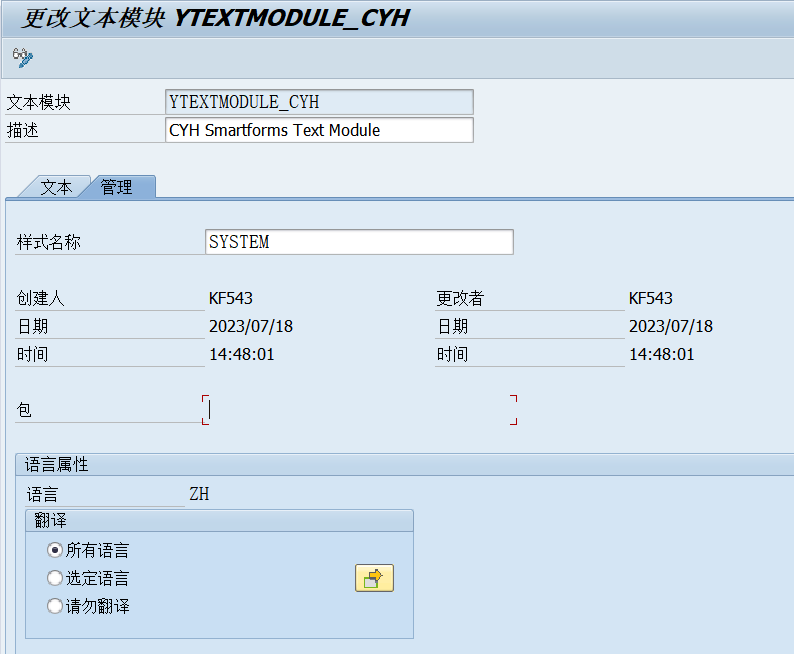 更改文本模块 YTEXTMODULE_CYH
文本模块 YTEXTMODULE_CYH
描述 CYH Smartforms Text Module
文本 管理
样式名称 SYSTEM
创建人 KF543 更改者 KF543
日期 2023/07/18 日期 2023/07/18
时间 14:48:01 时间 14:48:01
包
语言属性
语言 ZH
翻译
所有语言
选定语言
请勿翻译